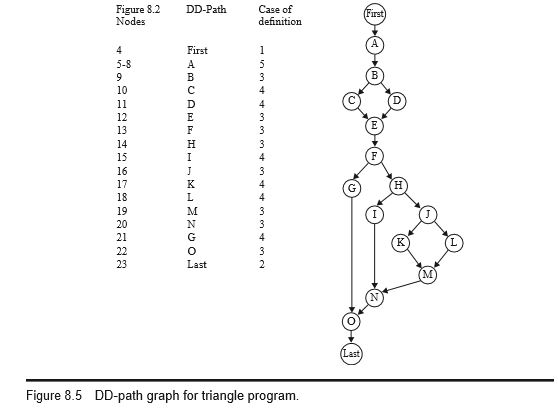 Figure 8.2 DD-Path Case of
Nodes definition
4 First 1
5-8 A 5
9 B 3
10 C 4
11 D 4
12 E 3
13 F 3
14 H 3
15 I 4
16 J 3
17 K 4
18 L 4
19 M 3
20 N 3
21 G 4
22 O 3
23 Last 2
First
A
B
C D
E
F
G H
I J
K L
M
N
O
Last
Figure 8.5 DD-path graph for triangle program.